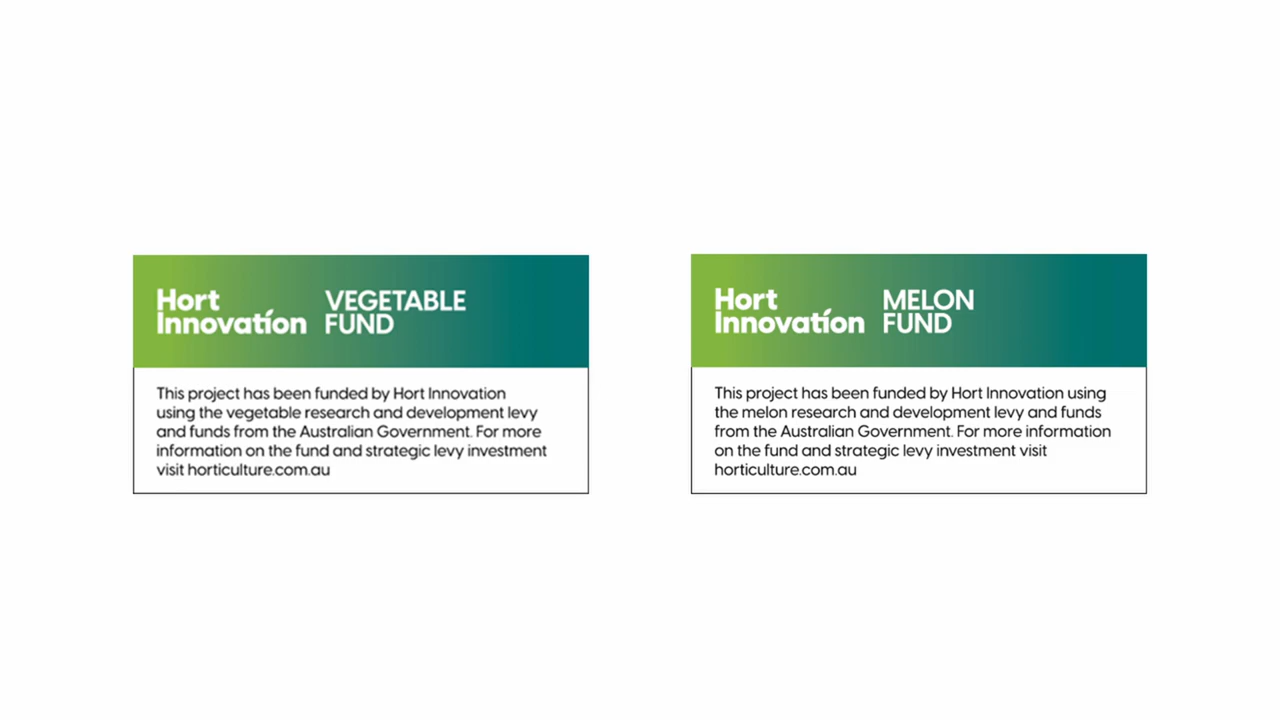 Hort
Innovation
VEGETABLE
FUND
This project has been funded by Hort Innovation
using the vegetable research and development levy
and funds from the Australian Government. For more
information on the fund and strategic levy investment
visit horticulture.com.au
Hort
Innovation
MELON
FUND
This project has been funded by Hort Innovation using
the melon research and development levy and funds
from the Australian Government. For more information
on the fund and strategic levy investment visit
horticulture.com.au